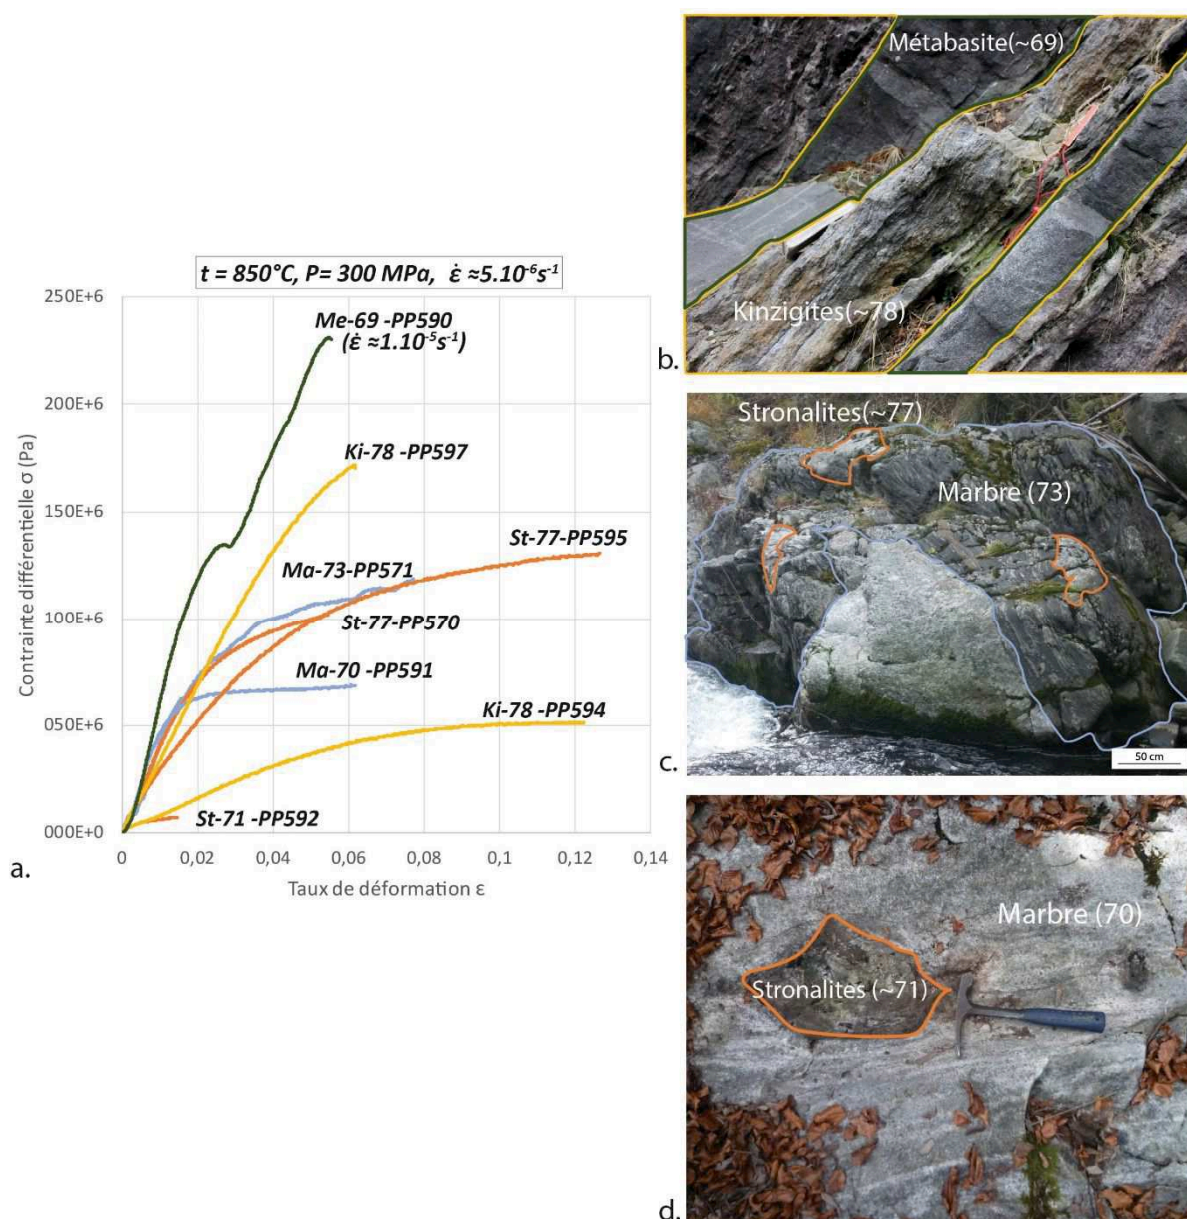 t = 850°C, P= 300 MPa, ε̇ ≈5.10⁻⁶s⁻¹
250E+6
200E+6
150E+6
100E+6
050E+6
000E+0
Contrainte différentielle σ (Pa)
Me-69 -PP590
(ε̇ ≈1.10⁻⁵s⁻¹)
Ki-78 -PP597
St-77-PP595
Ma-73-PP571
St-77-PP570
Ma-70 -PP591
Ki-78 -PP594
St-71 -PP592
0
0,02
0,04
0,06
0,08
0,1
0,12
0,14
Taux de déformation ε
a.
Métabasite(~69)
Kinzigites(~78)
b.
Stronalites(~77)
Marbre (73)
50 cm
c.
Marbre (70)
Stronalites (~71)
d.